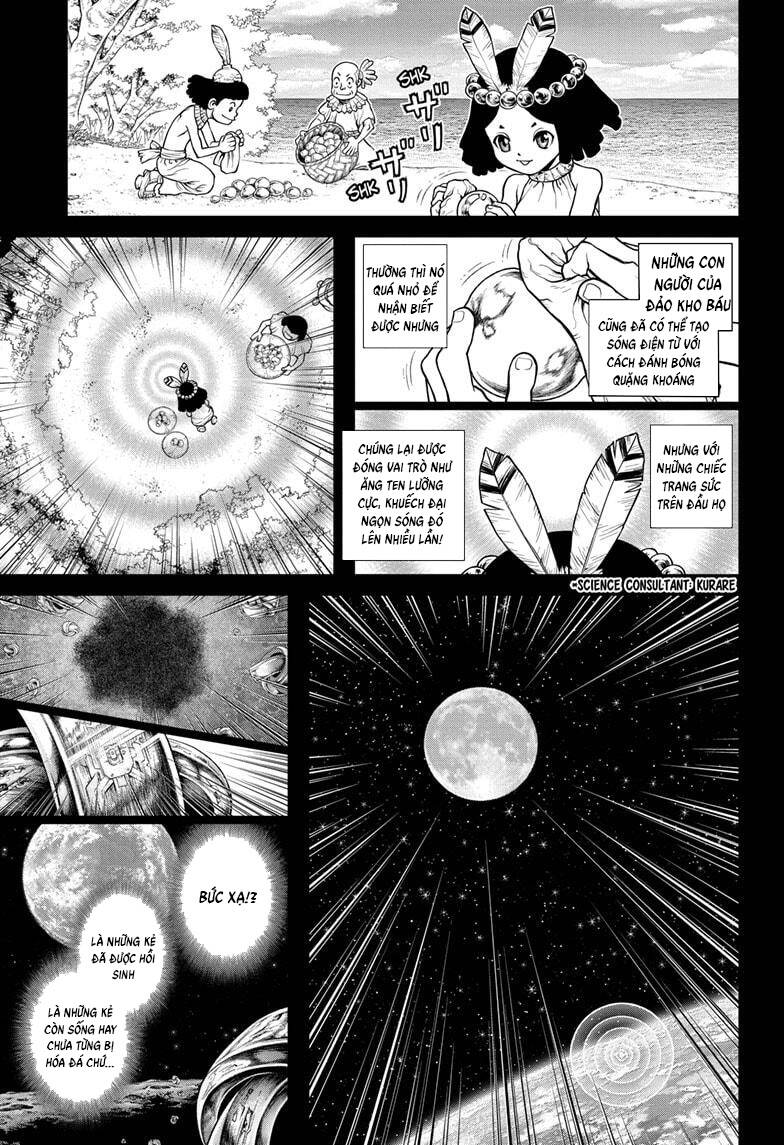 SHK
ザ
リ
SHK
ザ
リ
NHỮNG CON
NGƯỜI CỦA
ĐẢO KHO BÁU
CŨNG ĐÃ CÓ THỂ TẠO
SÓNG ĐIỆN TỪ VỚI
CÁCH ĐÁNH BÓNG
QUẶNG KHOÁNG
THƯỜNG THÌ NÓ
QUÁ NHỎ ĐỂ
NHẬN BIẾT
ĐƯỢC NHƯNG
NHƯNG VỚI
NHỮNG CHIẾC
TRANG SỨC
TRÊN ĐẦU HỌ
CHÚNG LẠI ĐƯỢC
ĐÓNG VAI TRÒ NHƯ
ĂNG TEN LƯỠNG
CỰC, KHUẾCH ĐẠI
NGỌN SÓNG ĐÓ
LÊN NHIỀU LẦN!
*SCIENCE CONSULTANT: KURARE
BỨC XẠ!?
LÀ NHỮNG KẺ
ĐÃ ĐƯỢC HỒI
SINH
LÀ NHỮNG KẺ
CÒN SỐNG HAY
CHƯA TỪNG BỊ
HÓA ĐÁ CHỨ...